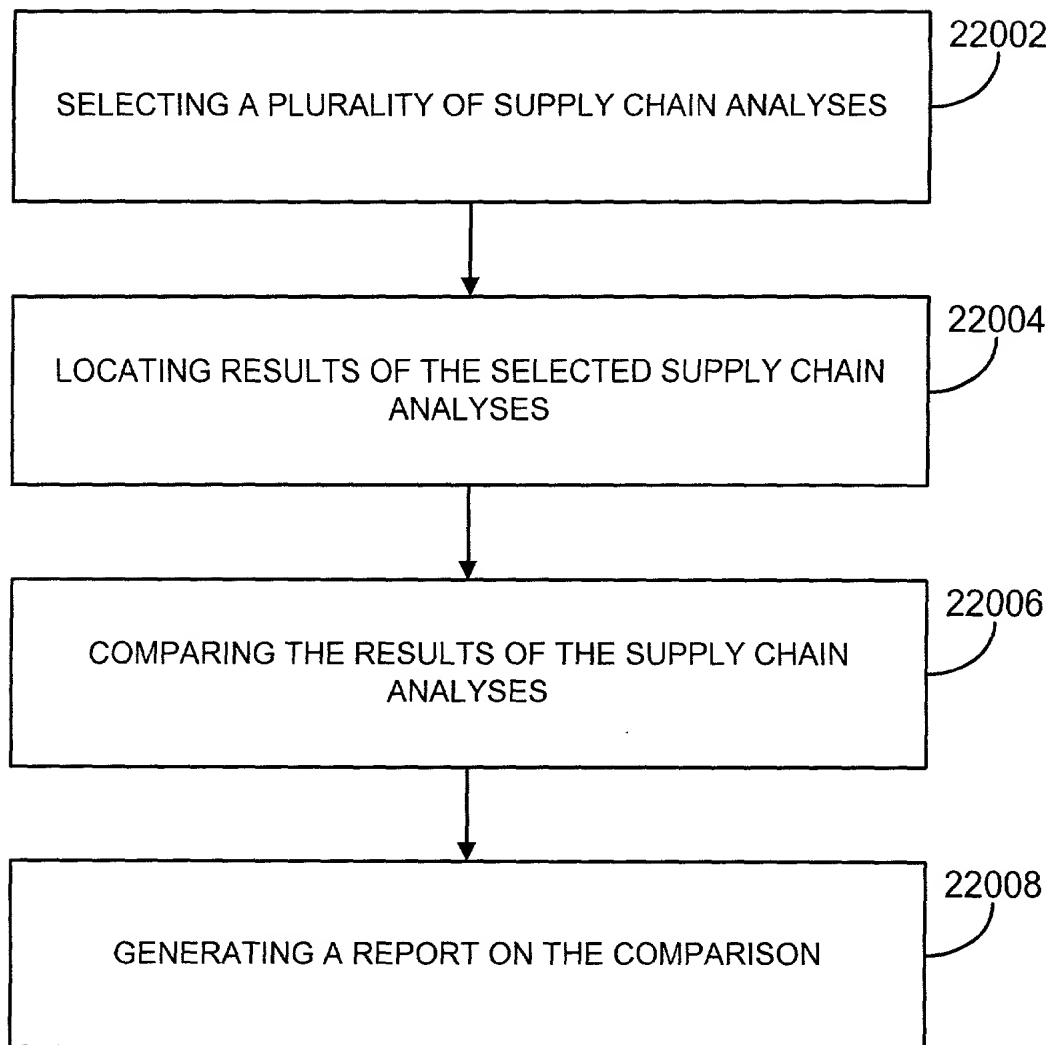 22002
SELECTING A PLURALITY OF SUPPLY CHAIN ANALYSES
22004
LOCATING RESULTS OF THE SELECTED SUPPLY CHAIN
ANALYSES
22006
COMPARING THE RESULTS OF THE SUPPLY CHAIN
ANALYSES
22008
GENERATING A REPORT ON THE COMPARISON